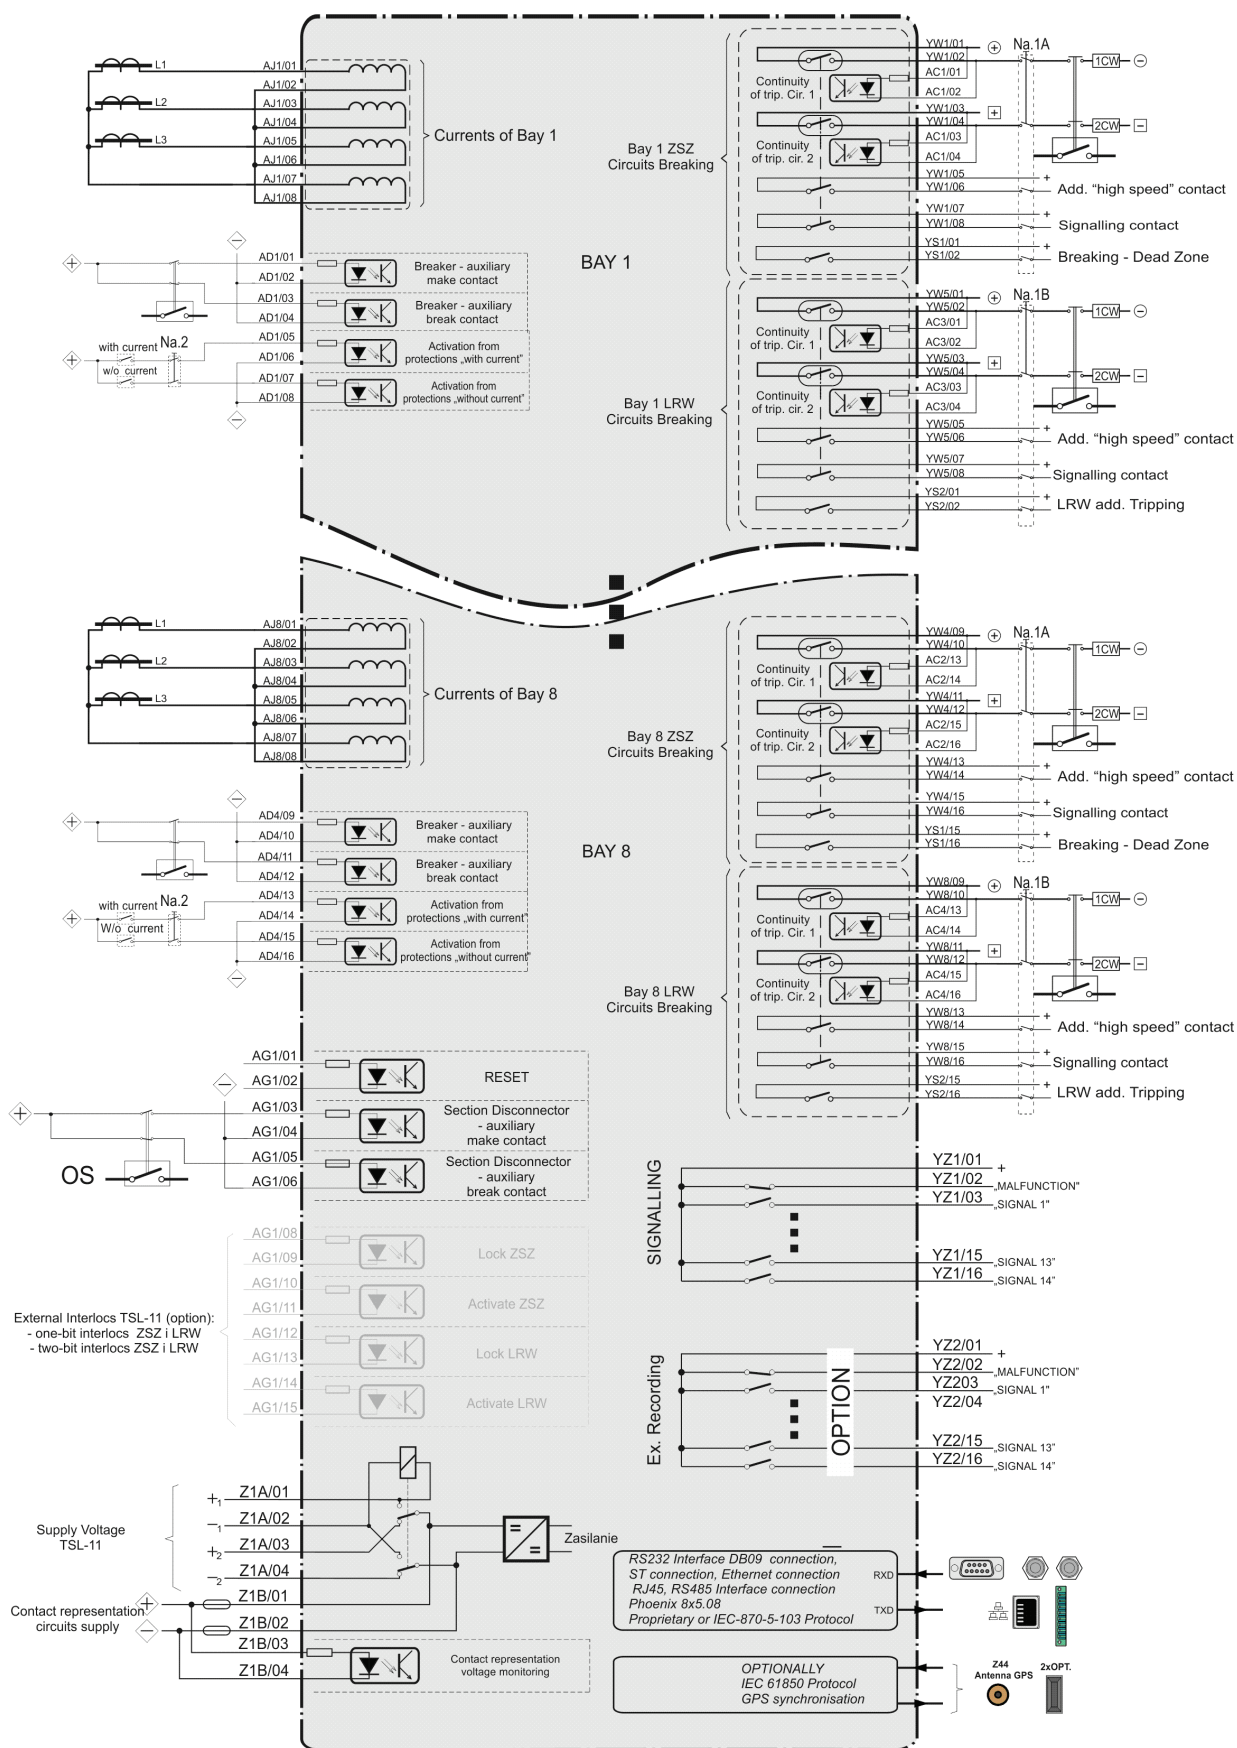 L1
L2
L3
AJ1/01
AJ1/02
AJ1/03
AJ1/04
AJ1/05
AJ1/06
AJ1/07
AJ1/08
Currents of Bay 1
AD1/01
AD1/02
AD1/03
AD1/04
AD1/05
AD1/06
AD1/07
AD1/08
with current
w/o current
Na.2
Breaker - auxiliary
make contact
Breaker - auxiliary
break contact
Activation from
protections „with current”
Activation from
protections „without current”
BAY 1
Bay 1 ZSZ
Circuits Breaking
Continuity
of trip. Cir. 1
Continuity
of trip. cir. 2
YW1/01
YW1/02
AC1/01
AC1/02
YW1/03
YW1/04
AC1/03
AC1/04
YW1/05
YW1/06
YW1/07
YW1/08
YS1/01
YS1/02
Na.1A
1CW
2CW
+
Add. “high speed” contact
+
Signalling contact
+
Breaking - Dead Zone
Bay 1 LRW
Circuits Breaking
Continuity
of trip. Cir. 1
Continuity
of trip. cir. 2
YW5/01
YW5/02
AC3/01
AC3/02
YW5/03
YW5/04
AC3/03
AC3/04
YW5/05
YW5/06
YW5/07
YW5/08
YS2/01
YS2/02
Na.1B
1CW
2CW
+
Add. “high speed” contact
+
Signalling contact
+
LRW add. Tripping
L1
L2
L3
AJ8/01
AJ8/02
AJ8/03
AJ8/04
AJ8/05
AJ8/06
AJ8/07
AJ8/08
Currents of Bay 8
AD4/09
AD4/10
AD4/11
AD4/12
AD4/13
AD4/14
AD4/15
AD4/16
with current
W/o current
Na.2
Breaker - auxiliary
make contact
Breaker - auxiliary
break contact
Activation from
protections „with current”
Activation from
protections „without current”
BAY 8
Bay 8 ZSZ
Circuits Breaking
Continuity
of trip. Cir. 1
Continuity
of trip. Cir. 2
YW4/09
YW4/10
AC2/13
AC2/14
YW4/11
YW4/12
AC2/15
AC2/16
YW4/13
YW4/14
YW4/15
YW4/16
YS1/15
YS1/16
Na.1A
1CW
2CW
+
Add. “high speed” contact
+
Signalling contact
+
Breaking - Dead Zone
Bay 8 LRW
Circuits Breaking
Continuity
of trip. Cir. 1
Continuity
of trip. Cir. 2
YW8/09
YW8/10
AC4/13
AC4/14
YW8/11
YW8/12
AC4/15
AC4/16
YW8/13
YW8/14
YW8/15
YW8/16
YS2/15
YS2/16
Na.1B
1CW
2CW
+
Add. “high speed” contact
+
Signalling contact
+
LRW add. Tripping
AG1/01
AG1/02
AG1/03
AG1/04
AG1/05
AG1/06
OS
RESET
Section Disconnector
- auxiliary
make contact
Section Disconnector
- auxiliary
break contact
External Interlocs TSL-11 (option):
- one-bit interlocs ZSZ i LRW
- two-bit interlocs ZSZ i LRW
AG1/08
AG1/09
AG1/10
AG1/11
AG1/12
AG1/13
AG1/14
AG1/15
Lock ZSZ
Activate ZSZ
Lock LRW
Activate LRW
SIGNALLING
YZ1/01
YZ1/02
YZ1/03
YZ1/15
YZ1/16
+
„MALFUNCTION”
„SIGNAL 1”
„SIGNAL 13”
„SIGNAL 14”
Ex. Recording
OPTION
YZ2/01
YZ2/02
YZ203
YZ2/04
YZ2/15
YZ2/16
+
„MALFUNCTION”
„SIGNAL 1”
„SIGNAL 13”
„SIGNAL 14”
Supply Voltage
TSL-11
+1 Z1A/01
−1 Z1A/02
+2 Z1A/03
−2 Z1A/04
Zasilanie
Contact representation
circuits supply
Z1B/01
Z1B/02
Z1B/03
Z1B/04
Contact representation
voltage monitoring
RS232 Interface DB09 connection,
ST connection, Ethernet connection
RJ45, RS485 Interface connection
Phoenix 8x5.08
Proprietary or IEC-870-5-103 Protocol
RXD
TXD
OPTIONALLY
IEC 61850 Protocol
GPS synchronisation
Z44
Antenna GPS
2xOPT.